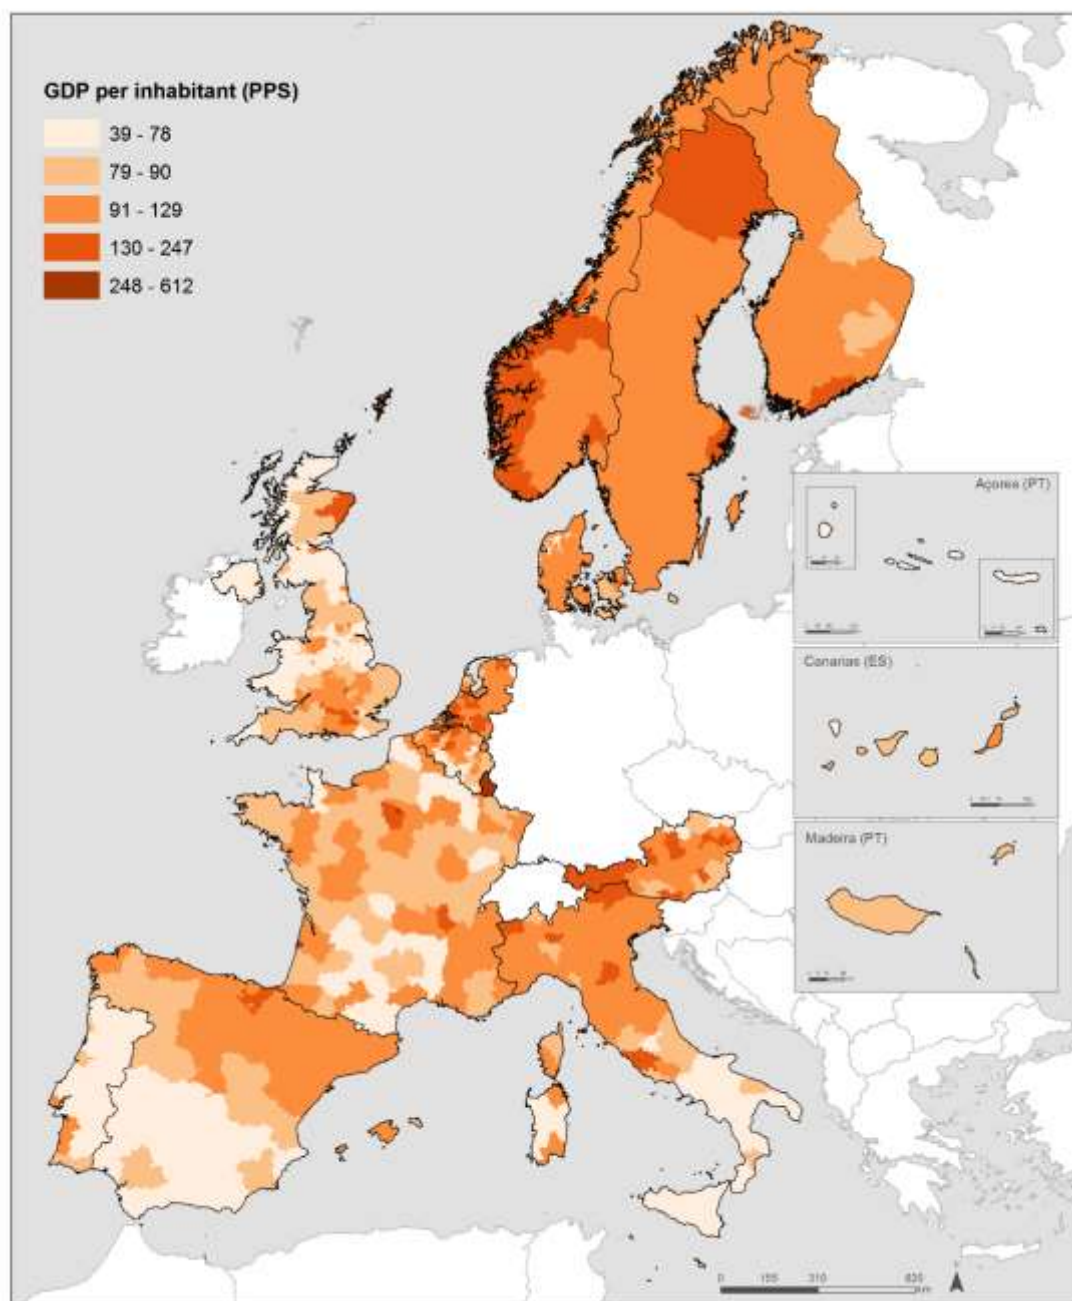 GDP per inhabitant (PPS)
39 - 78
79 - 90
91 - 129
130 - 247
248 - 612
Açores (PT)
Canarias (ES)
Madeira (PT)
0 155 310 620
km